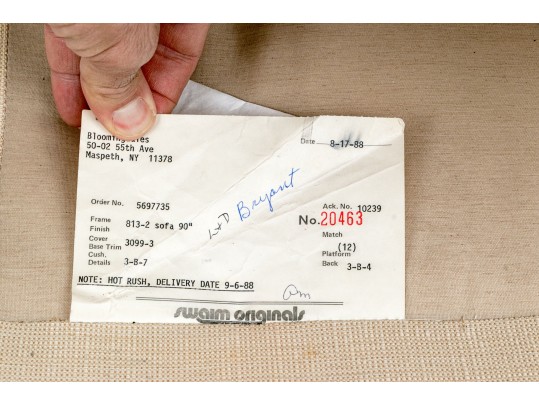 Bloomingdales
50-02 55th Ave
Maspeth, NY 11378
Date 8-17-88
Order No. 5697735
L+D Bryant
Ack. No. 10239
No. 20463
Frame 813-2 sofa 90"
Finish
Match
(12)
Cover 3099-3
Base Trim
Platform
Cush.
Details 3-8-7
Back 3-8-4
NOTE: HOT RUSH, DELIVERY DATE 9-6-88
am
swaim originals